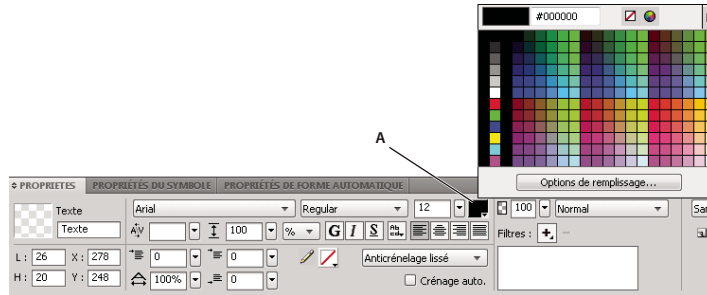 #000000
A
Options de remplissage...
PROPRIETES PROPRIÉTÉS DU SYMBOLE PROPRIÉTÉS DE FORME AUTOMATIQUE
Texte Arial Regular 12 100 Normal
Texte 100 % G I S Filtres :
L : 26 X : 278 0 0 Anticrénelage lissé
H : 20 Y : 248 100% 0 Crénage auto.